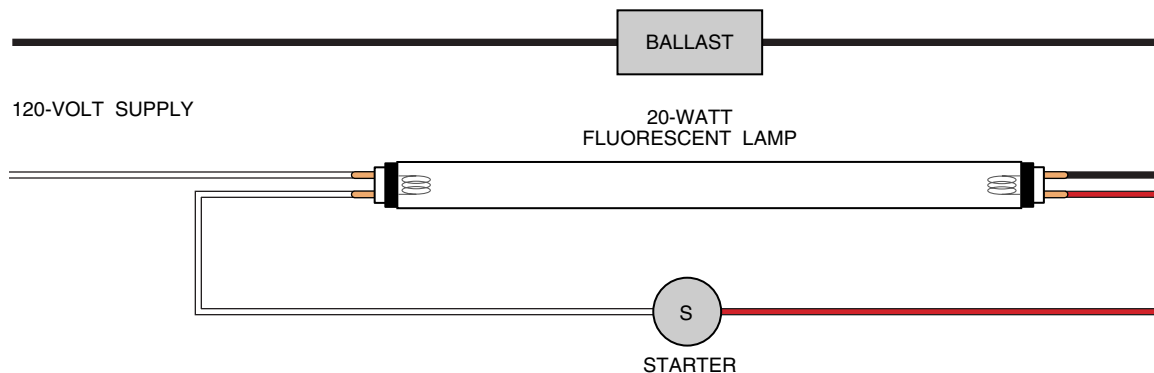 BALLAST
120-VOLT SUPPLY
20-WATT
FLUORESCENT LAMP
S
STARTER